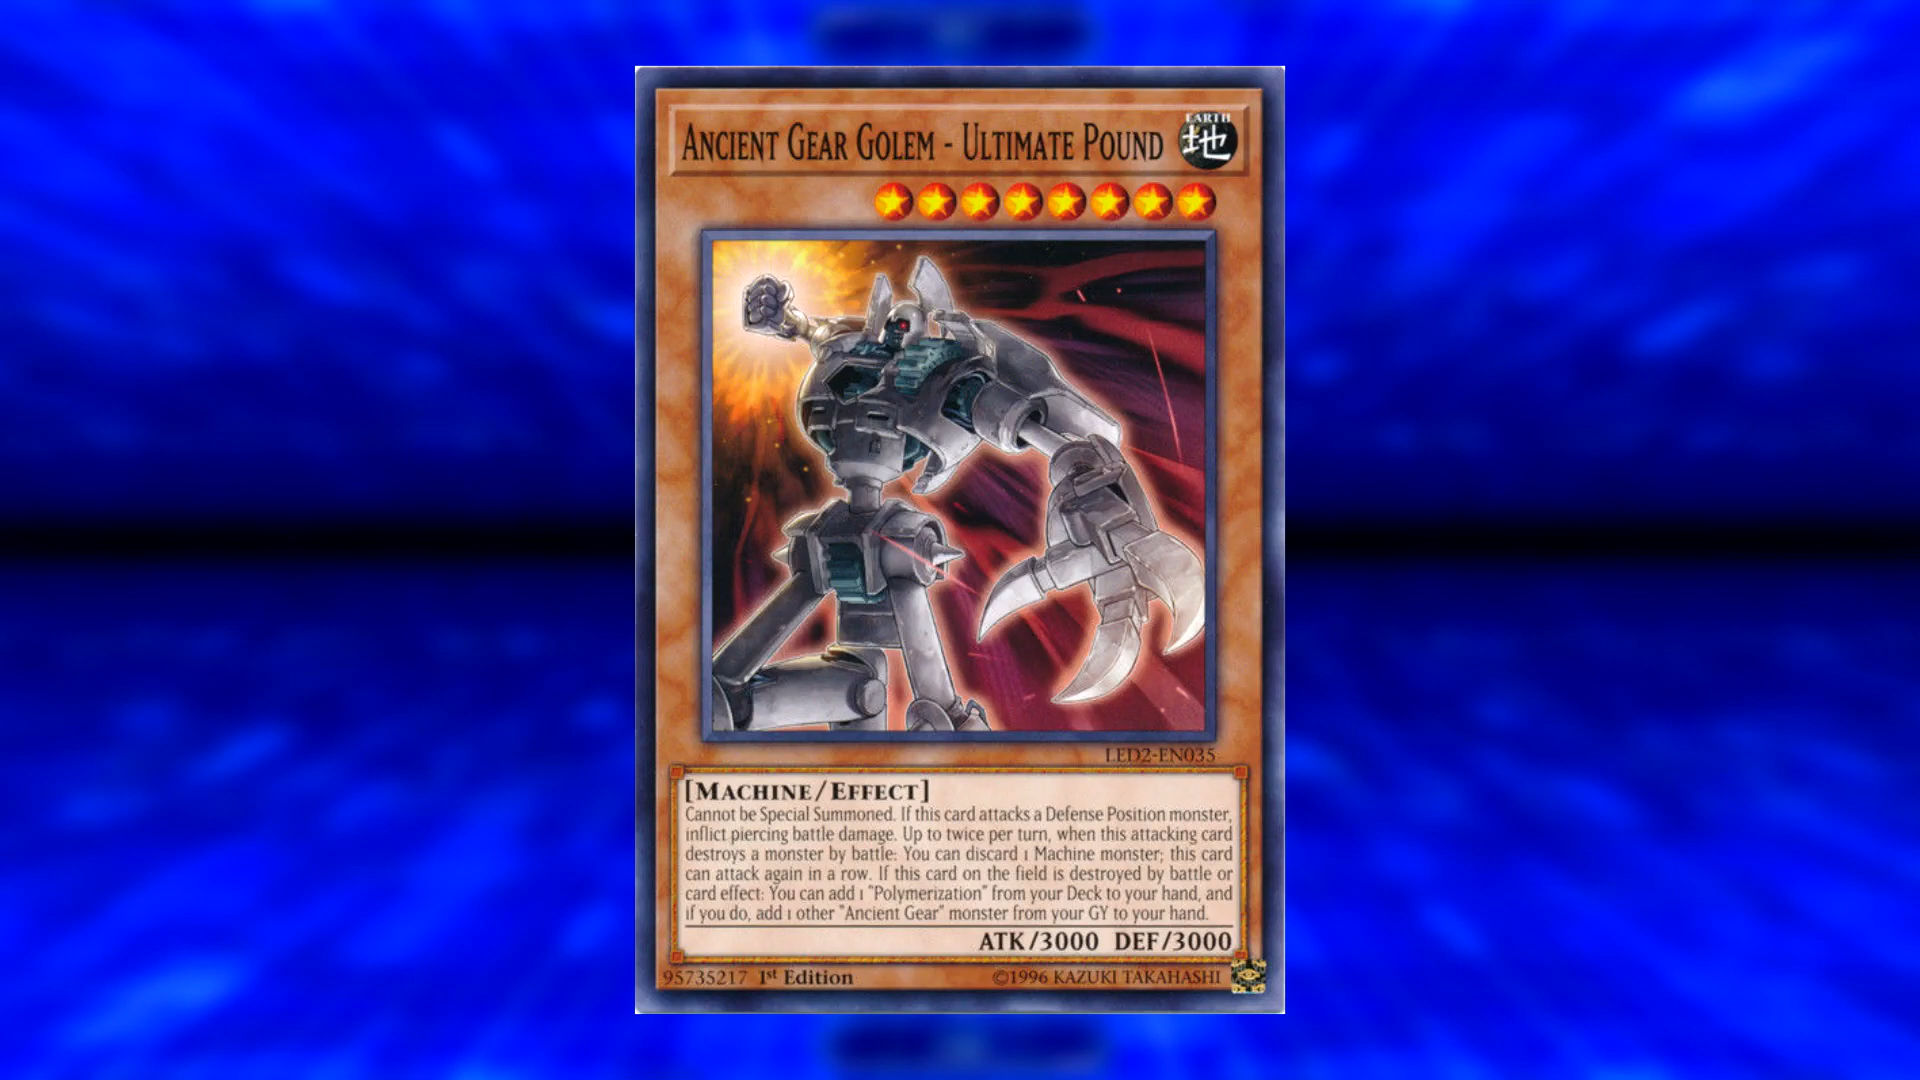 ANCIENT GEAR GOLEM - ULTIMATE POUND
EARTH
地
LED2-EN035
[MACHINE/EFFECT]
Cannot be Special Summoned. If this card attacks a Defense Position monster,
inflict piercing battle damage. Up to twice per turn, when this attacking card
destroys a monster by battle: You can discard 1 Machine monster; this card
can attack again in a row. If this card on the field is destroyed by battle or
card effect: You can add 1 "Polymerization" from your Deck to your hand, and
if you do, add 1 other "Ancient Gear" monster from your GY to your hand.
ATK/3000 DEF/3000
95735217 1st Edition ©1996 KAZUKI TAKAHASHI